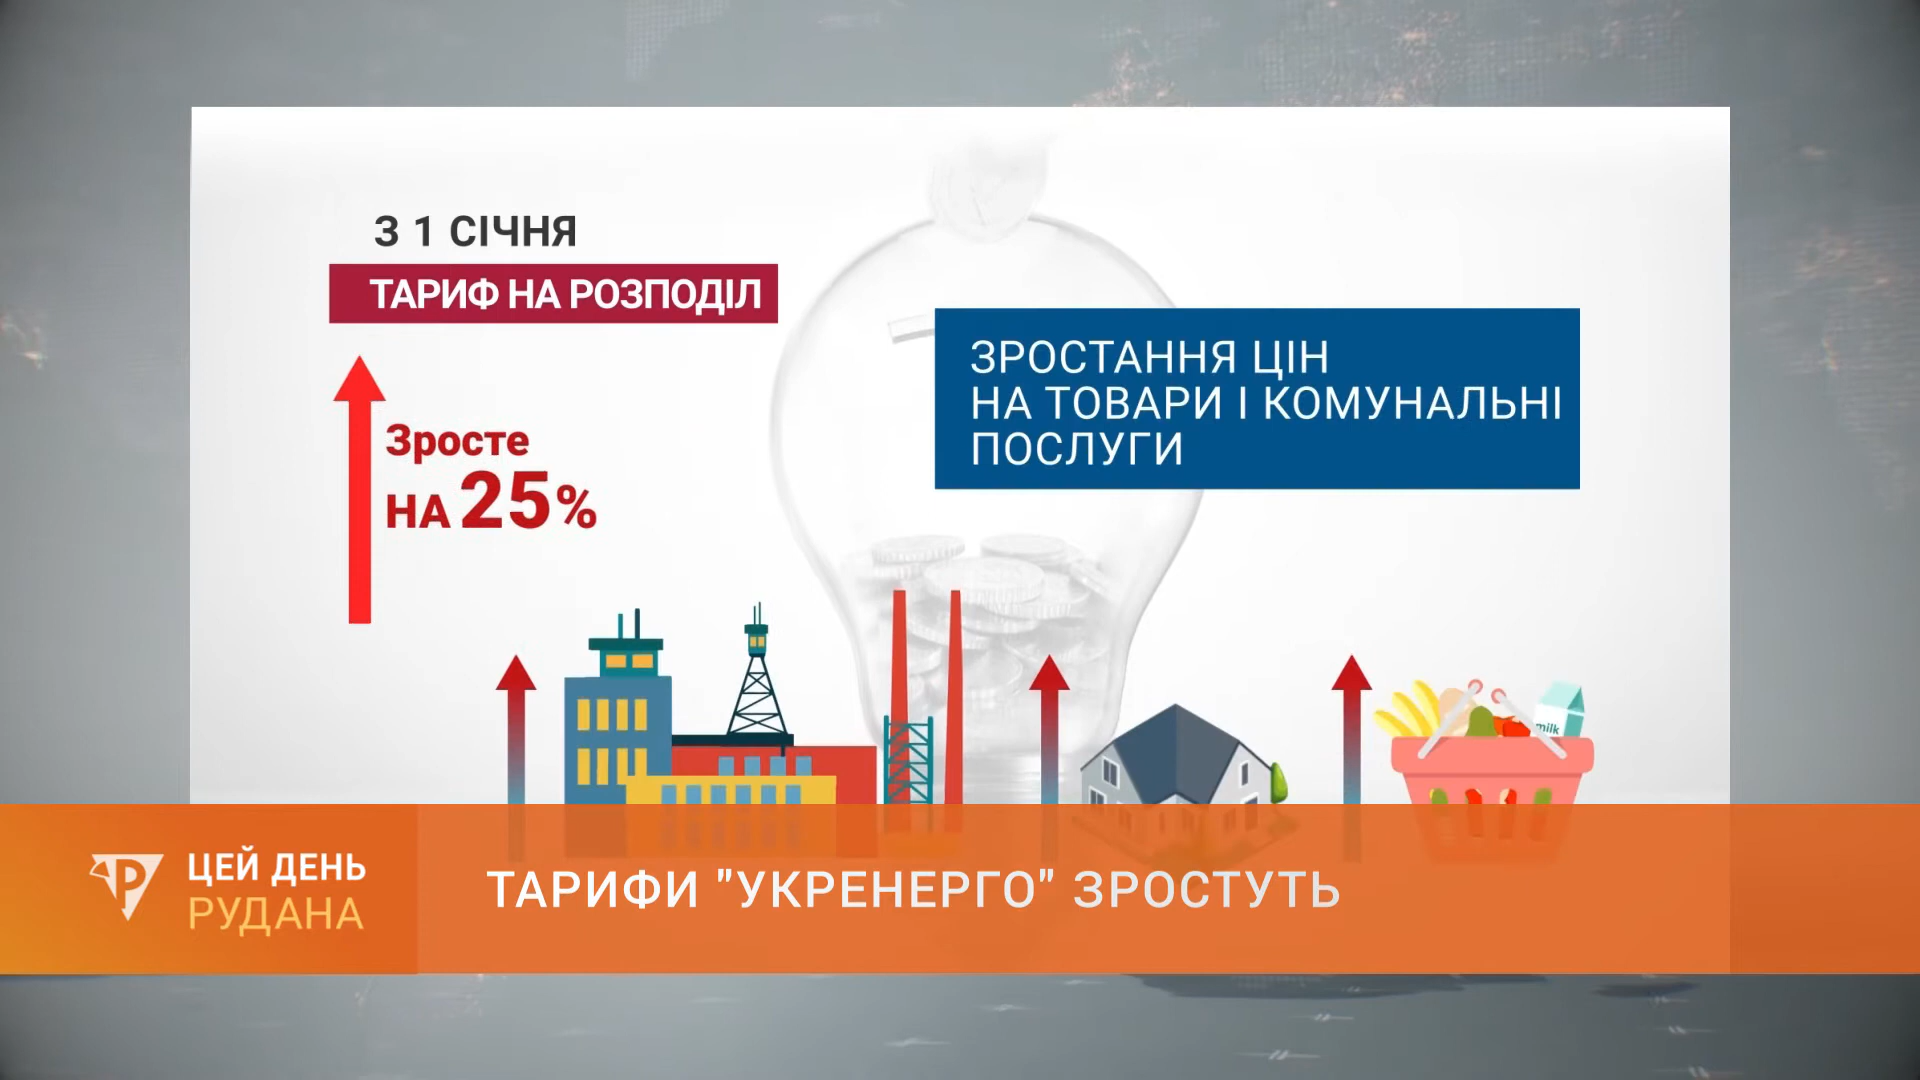 З 1 СІЧНЯ
ТАРИФ НА РОЗПОДІЛ
Зросте
НА 25%
ЗРОСТАННЯ ЦІН
НА ТОВАРИ І КОМУНАЛЬНІ
ПОСЛУГИ
milk
ЦЕЙ ДЕНЬ
РУДАНА
ТАРИФИ "УКРЕНЕРГО" ЗРОСТУТЬ